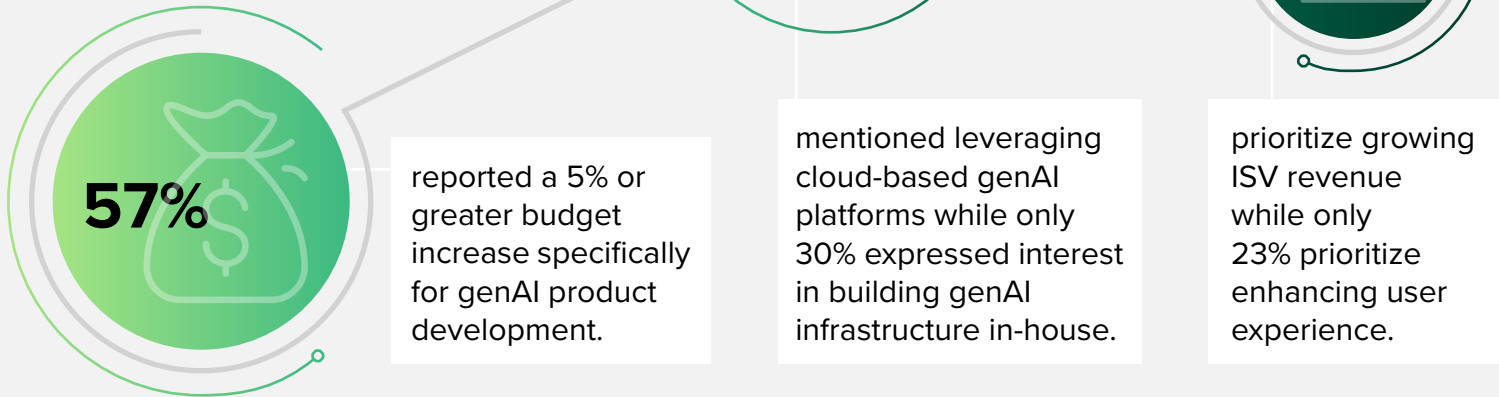 57%
reported a 5% or
greater budget
increase specifically
for genAI product
development.
mentioned leveraging
cloud-based genAI
platforms while only
30% expressed interest
in building genAI
infrastructure in-house.
prioritize growing
ISV revenue
while only
23% prioritize
enhancing user
experience.